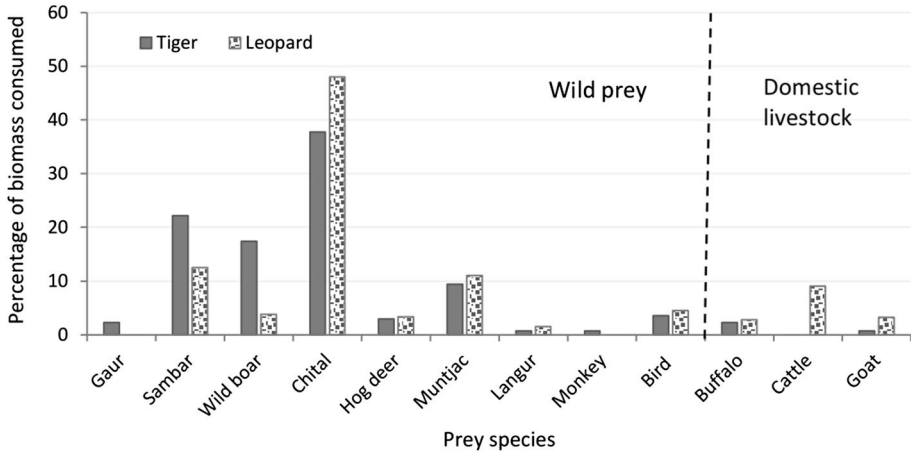 Percentage of biomass consumed
60
50
40
30
20
10
0
Tiger
Leopard
Wild prey
Domestic
livestock
Gaur
Sambar
Wild boar
Chital
Hog deer
Muntjac
Langur
Monkey
Bird
Buffalo
Cattle
Goat
Prey species